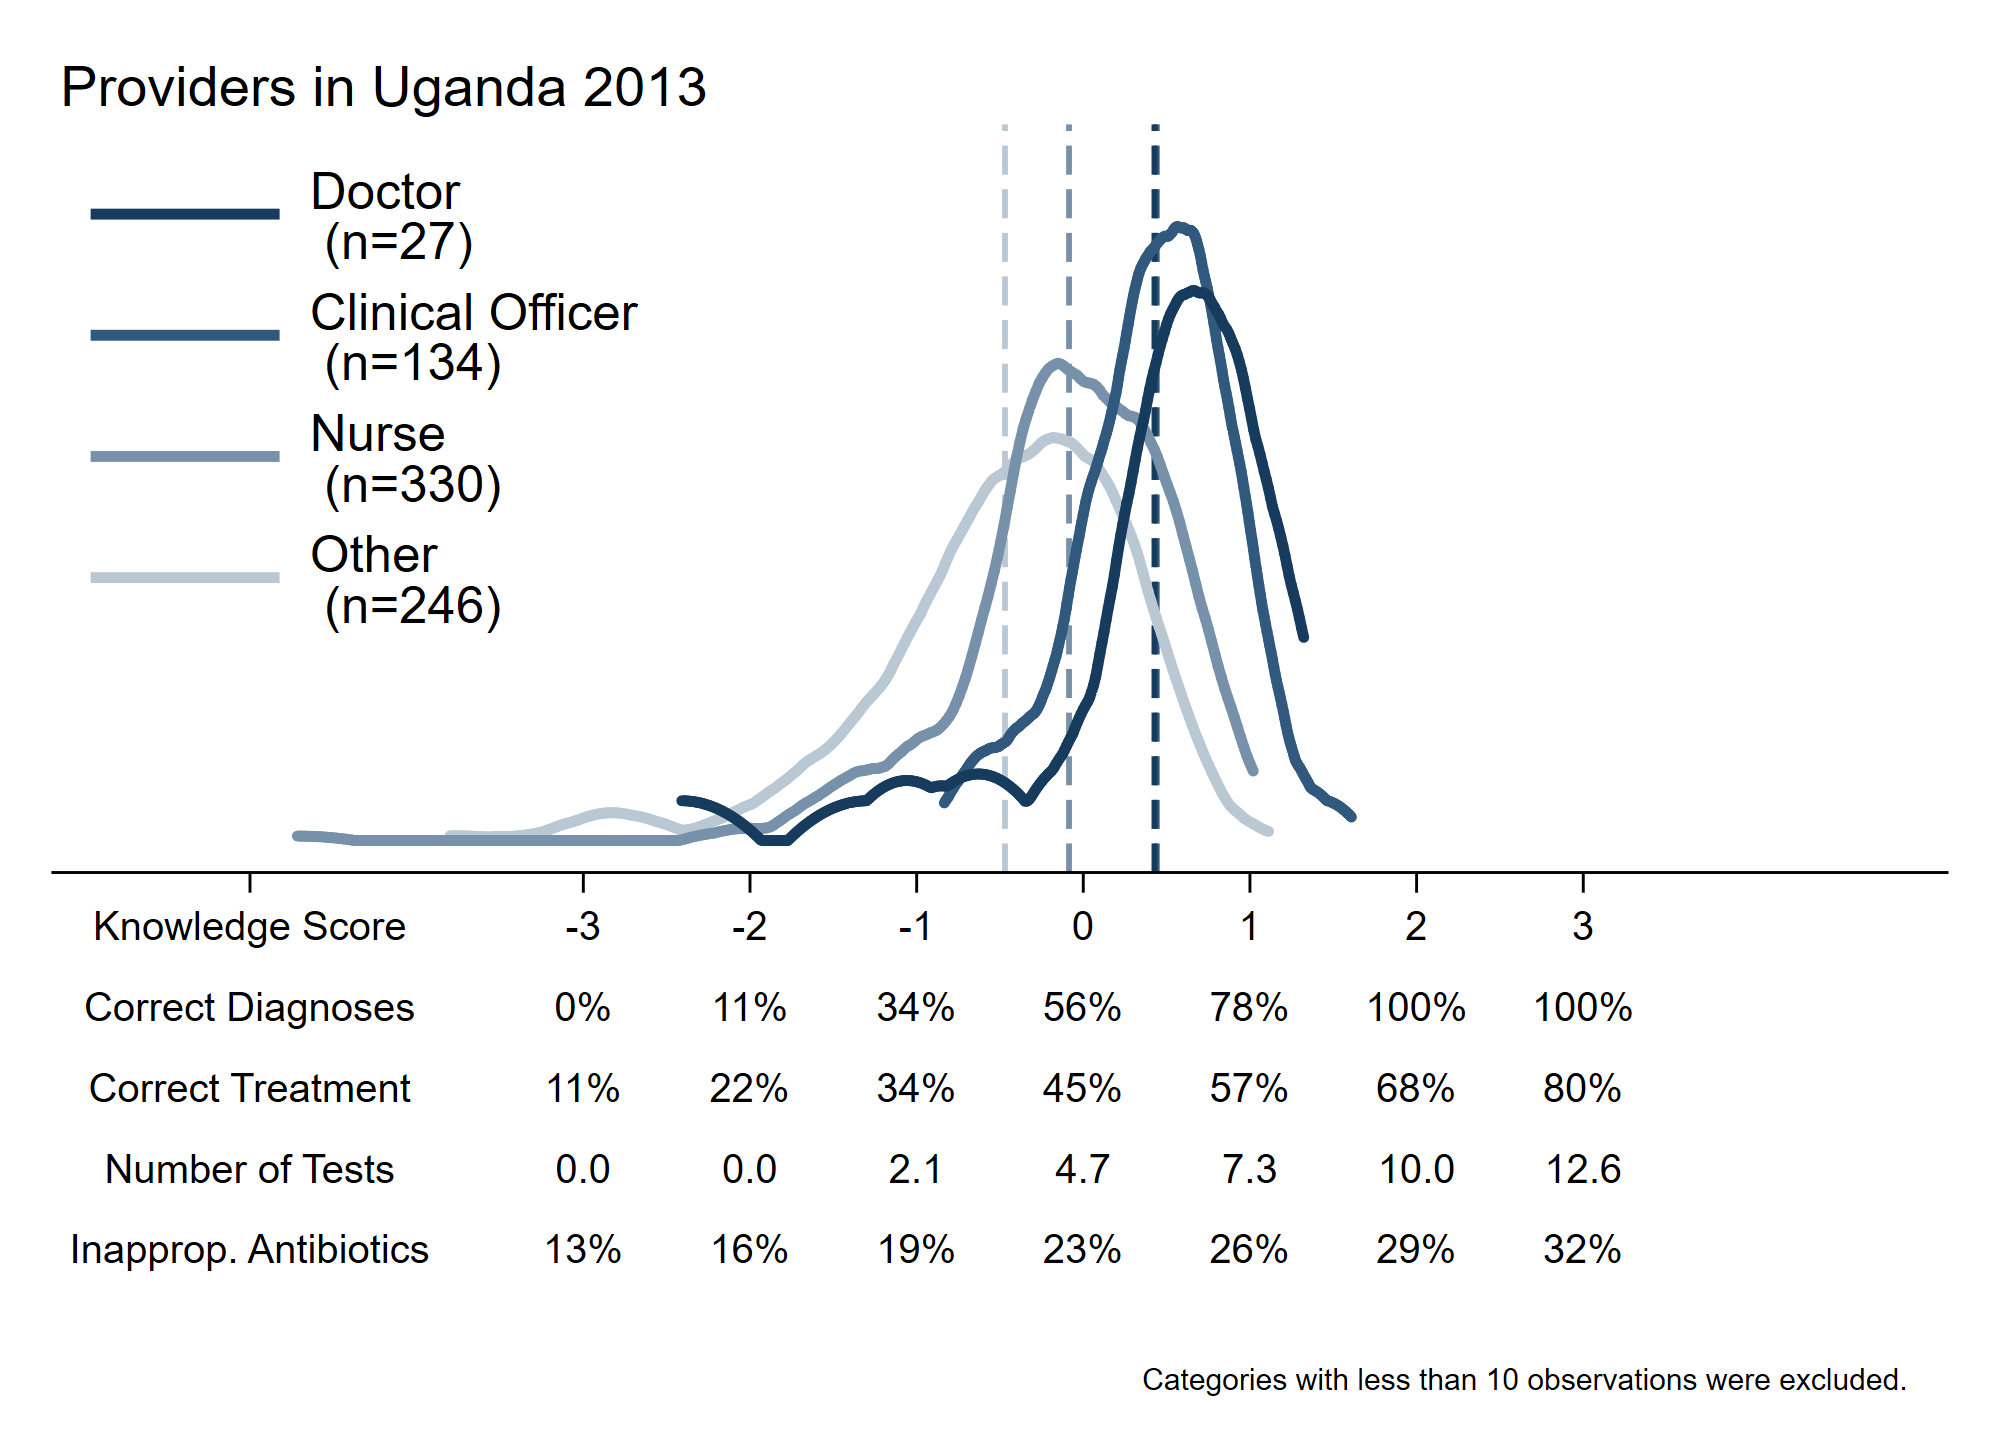 Providers in Uganda 2013
Doctor
(n=27)
Clinical Officer
(n=134)
Nurse
(n=330)
Other
(n=246)
Knowledge Score -3 -2 -1 0 1 2 3
Correct Diagnoses 0% 11% 34% 56% 78% 100% 100%
Correct Treatment 11% 22% 34% 45% 57% 68% 80%
Number of Tests 0.0 0.0 2.1 4.7 7.3 10.0 12.6
Inapprop. Antibiotics 13% 16% 19% 23% 26% 29% 32%
Categories with less than 10 observations were excluded.